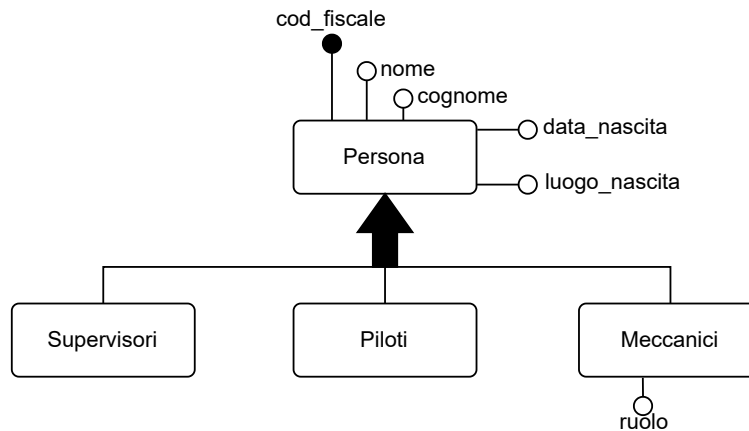 cod_fiscale
nome
cognome
data_nascita
Persona
luogo_nascita
Supervisori
Piloti
Meccanici
ruolo